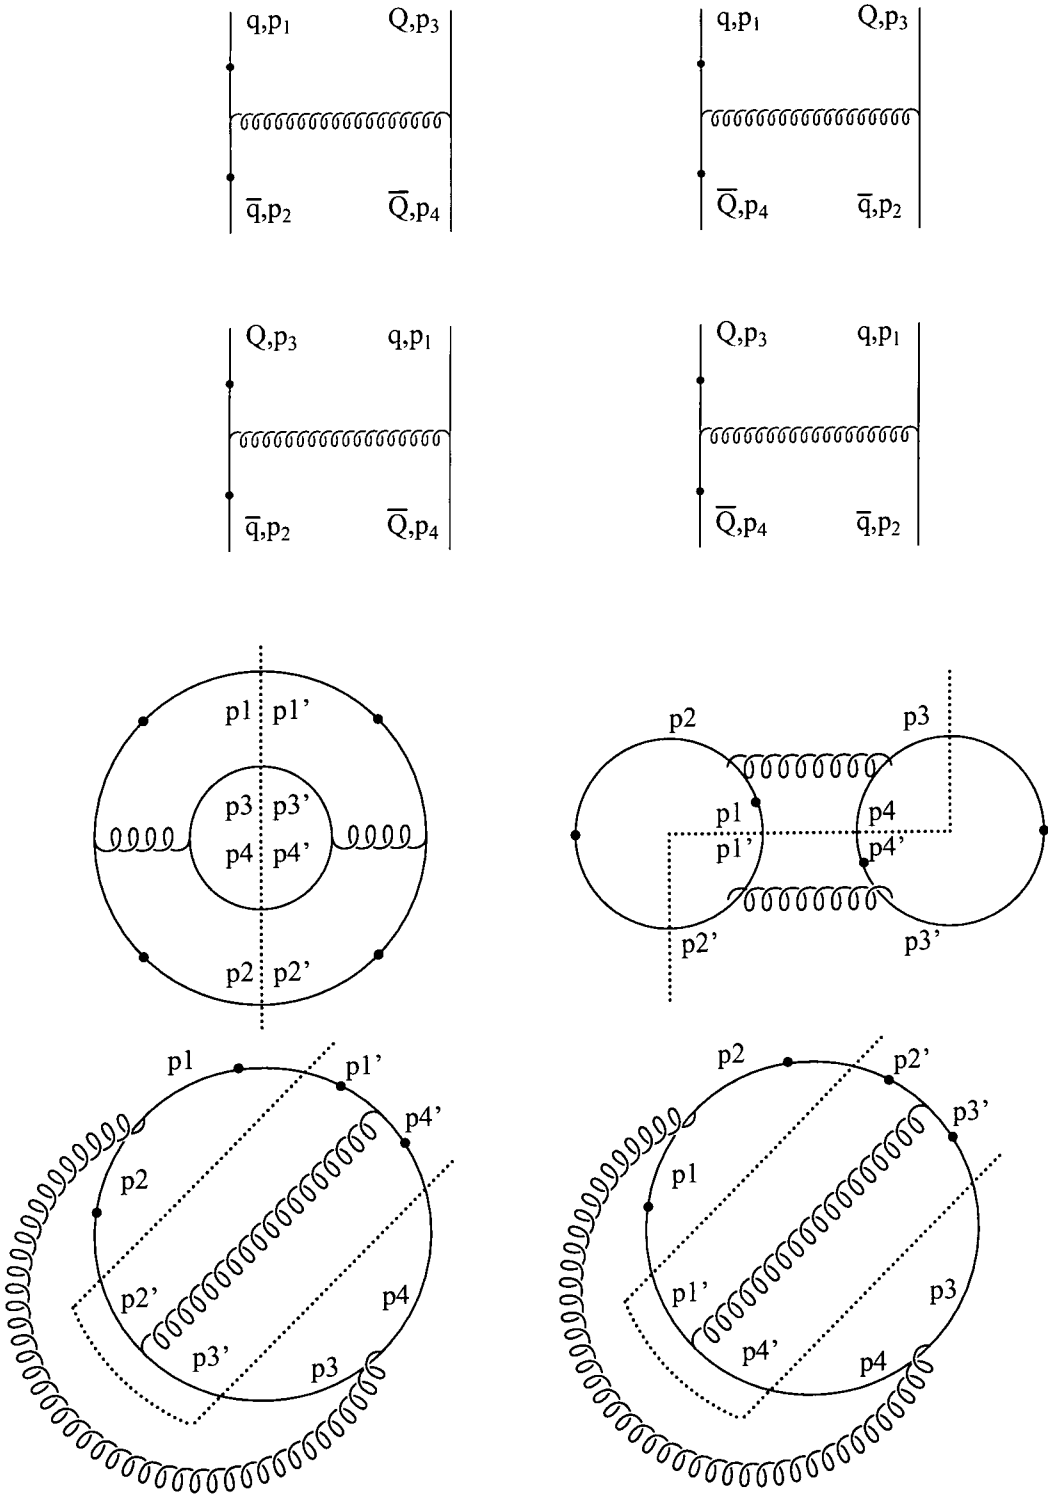 q,p₁ Q,p₃ q,p₁ Q,p₃
q̅,p₂ Q̅,p₄ Q̅,p₄ q̅,p₂
Q,p₃ q,p₁ Q,p₃ q,p₁
q̅,p₂ Q̅,p₄ Q̅,p₄ q̅,p₂
p1 p1’
p3 p3’
p4 p4’
p2 p2’
p2 p3
p1 p4
p1’ p4’
p2’ p3’
p1 p1’
p4’
p2
p2’ p4
p3’ p3
p2 p2’
p3’
p1
p1’ p3
p4’ p4